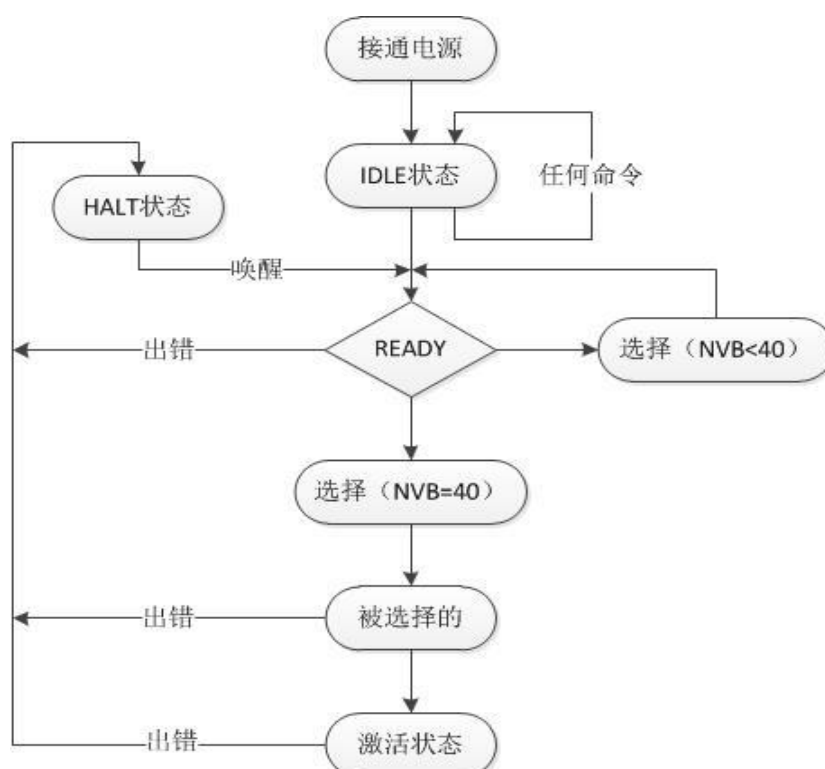 接通电源
IDLE状态
任何命令
HALT状态
唤醒
出错
READY
选择（NVB<40）
选择（NVB=40）
出错
被选择的
出错
激活状态